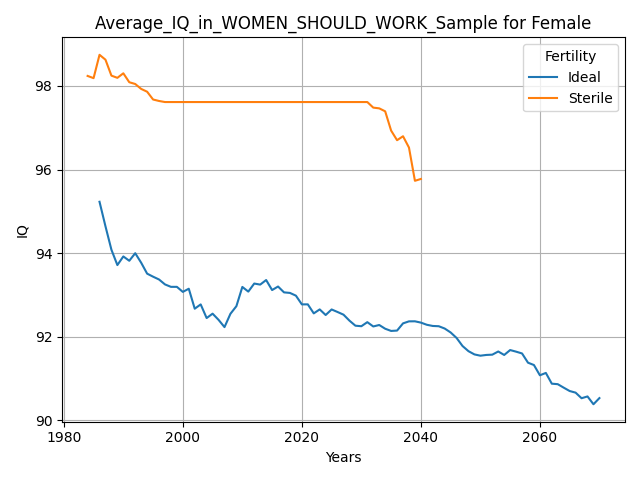 Average_IQ_in_WOMEN_SHOULD_WORK_Sample for Female
Fertility
Ideal
Sterile
98
96
94
92
90
IQ
1980
2000
2020
2040
2060
Years